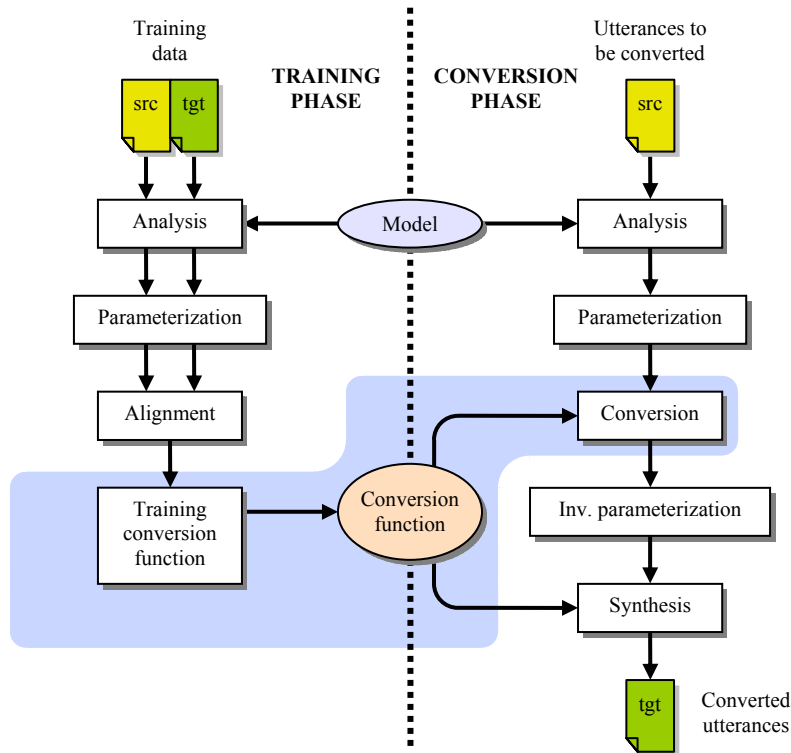 Training
data
Utterances to
be converted
TRAINING
PHASE
CONVERSION
PHASE
src
tgt
src
Analysis
Model
Analysis
Parameterization
Parameterization
Alignment
Conversion
Training
conversion
function
Conversion
function
Inv. parameterization
Synthesis
tgt
Converted
utterances